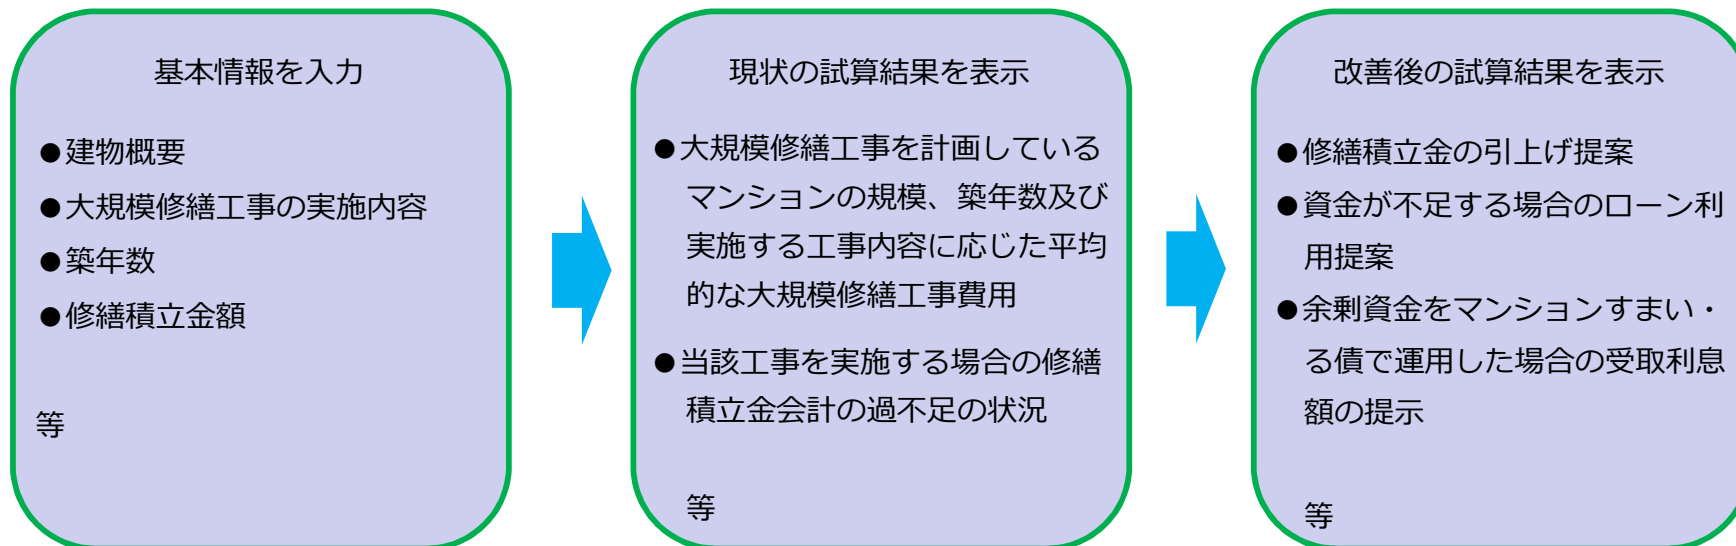 基本情報を入力
●建物概要
●大規模修繕工事の実施内容
●築年数
●修繕積立金額
等
現状の試算結果を表示
●大規模修繕工事を計画している
マンションの規模、築年数及び
実施する工事内容に応じた平均
的な大規模修繕工事費用
●当該工事を実施する場合の修繕
積立金会計の過不足の状況
等
改善後の試算結果を表示
●修繕積立金の引上げ提案
●資金が不足する場合のローン利
用提案
●余剰資金をマンションすまい・
る債で運用した場合の受取利息
額の提示
等